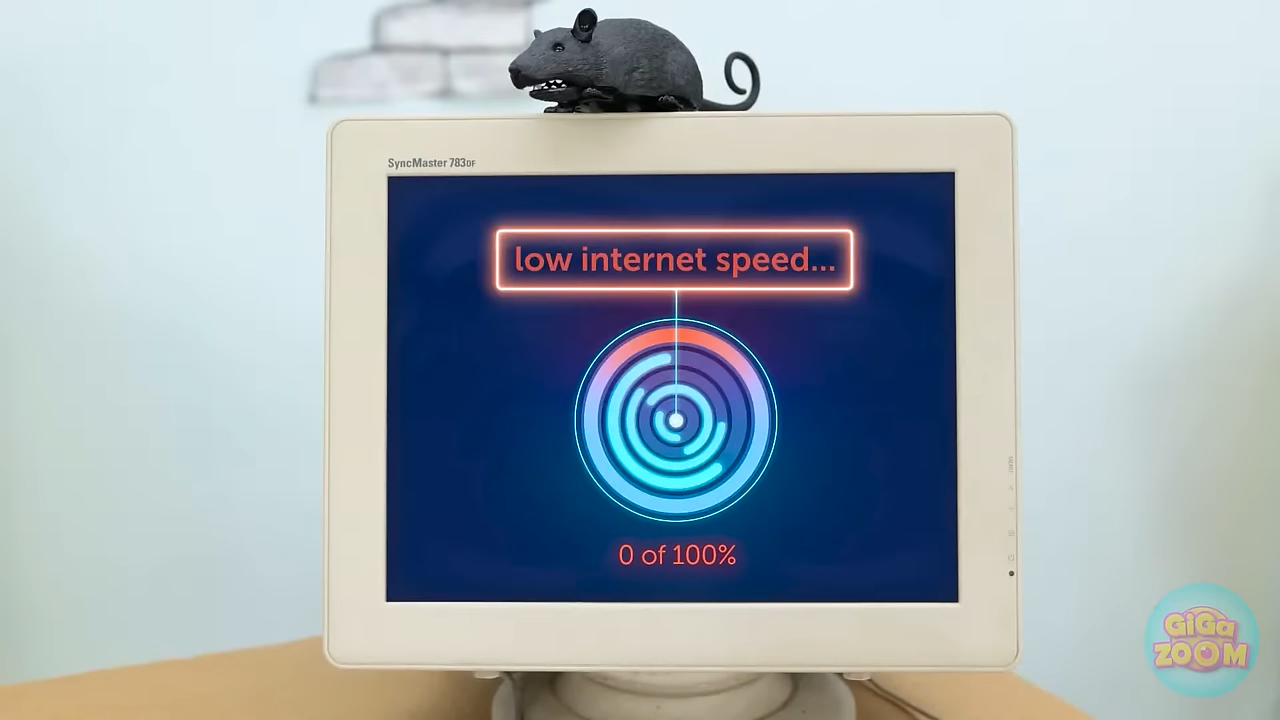 SyncMaster 783DF
low internet speed...
0 of 100%
GiGa
ZOOM